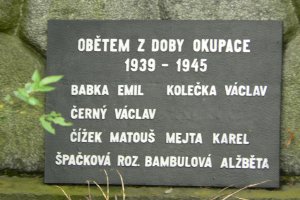 OBĚTEM Z DOBY OKUPACE
1939 - 1945
BABKA EMIL KOLEČKA VÁCLAV
ČERNÝ VÁCLAV
ČÍŽEK MATOUŠ MEJTA KAREL
ŠPAČKOVÁ ROZ. BAMBULOVÁ ALŽBĚTA